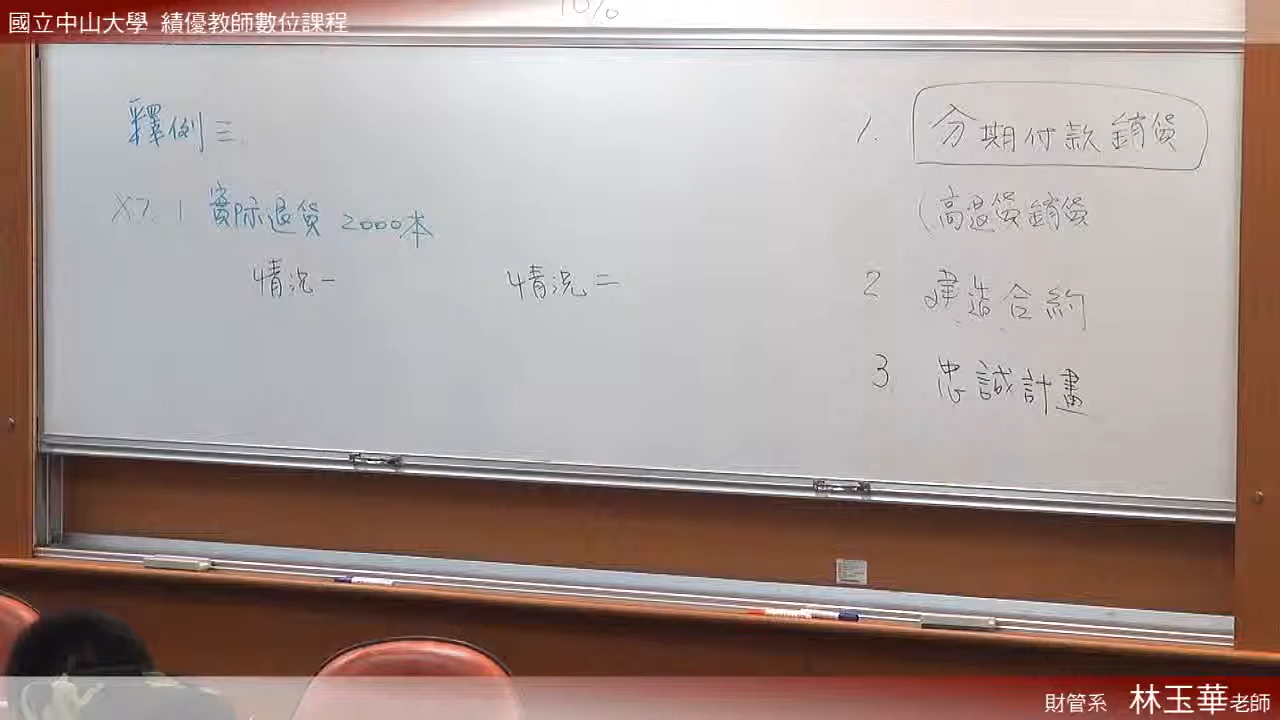 國立中山大學 績優教師數位課程
10%
釋例三
X7. 1 實際退貨 2000本
情況一 情況二
1. 分期付款銷貨
(高退貨銷貨
2 建造合約
3. 忠誠計畫
財管系 林玉華老師